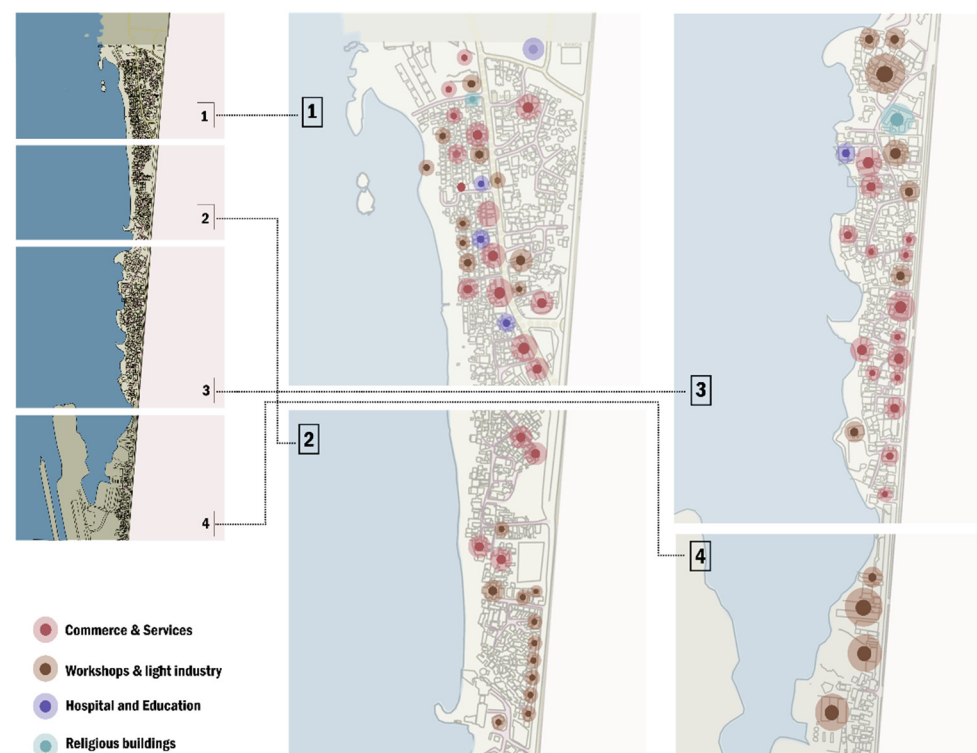 1
2
3
4
1
2
3
4
Commerce & Services
Workshops & light industry
Hospital and Education
Religious buildings